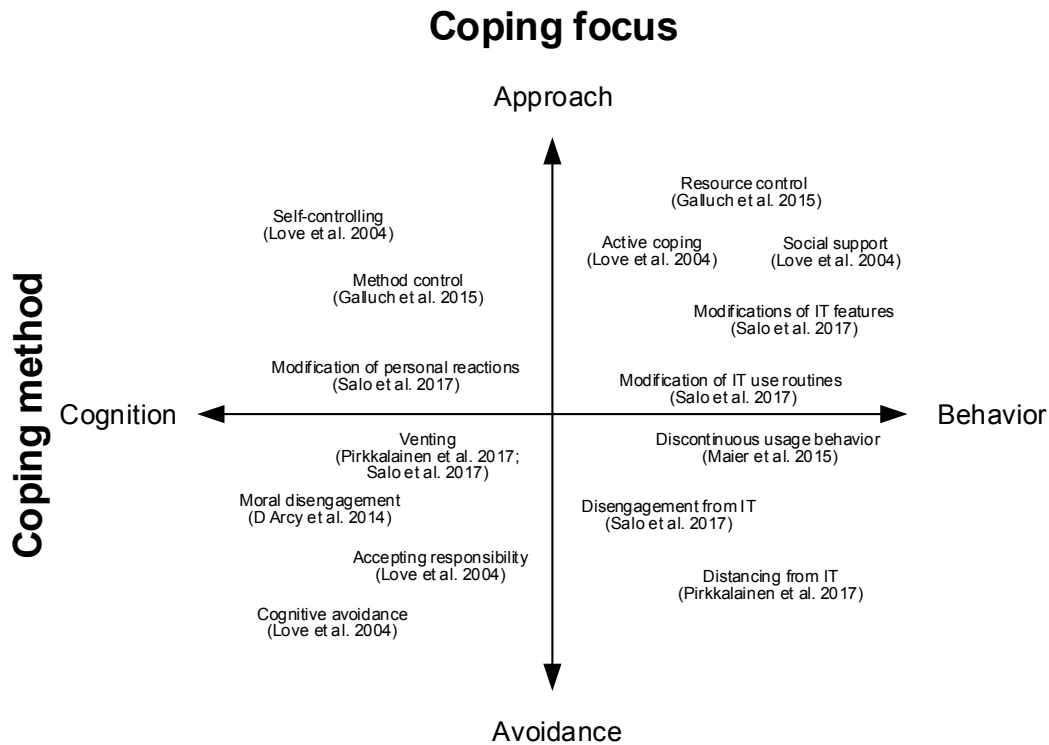 Coping focus
Approach
Resource control
(Galluch et al. 2015)
Self-controlling
(Love et al. 2004)
Active coping
(Love et al. 2004)
Social support
(Love et al. 2004)
Method control
(Galluch et al. 2015)
Modifications of IT features
(Salo et al. 2017)
Modification of personal reactions
(Salo et al. 2017)
Modification of IT use routines
(Salo et al. 2017)
Coping method
Cognition
Behavior
Venting
(Pirkkalainen et al. 2017;
Salo et al. 2017)
Discontinuous usage behavior
(Maier et al. 2015)
Moral disengagement
(D Arcy et al. 2014)
Disengagement from IT
(Salo et al. 2017)
Accepting responsibility
(Love et al. 2004)
Distancing from IT
(Pirkkalainen et al. 2017)
Cognitive avoidance
(Love et al. 2004)
Avoidance